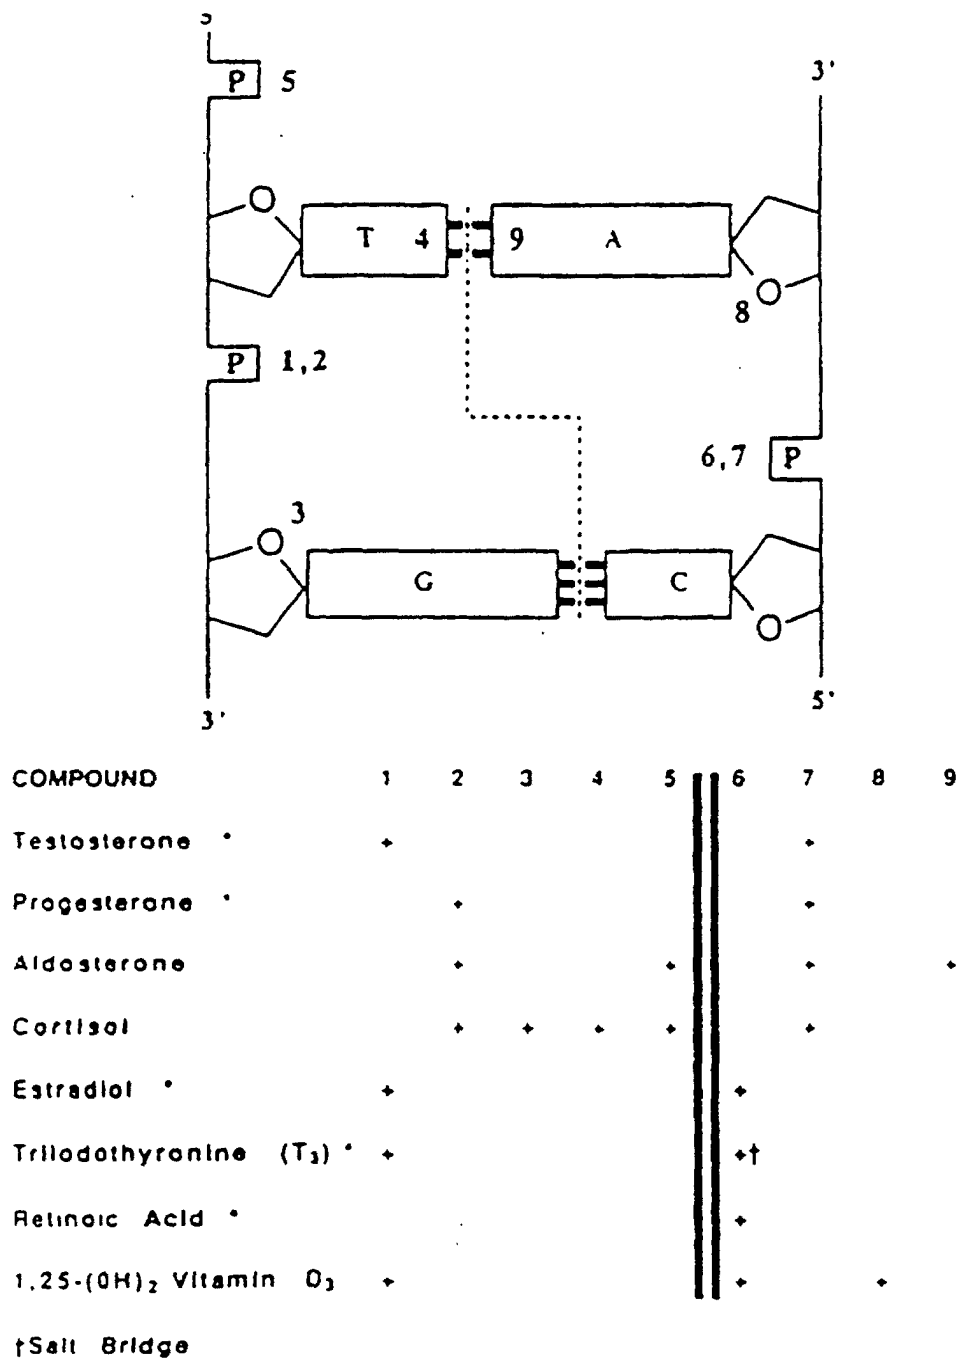 P 5
3'
T 4 9 A
8
P 1,2
6,7 P
3
G C
3' 5'
COMPOUND 1 2 3 4 5 6 7 8 9
Testosterone * + +
Progesterone * + +
Aldosterone + + + +
Cortisol + + + + +
Estradiol * + +
Triiodothyronine (T₃) * + +†
Retinoic Acid * +
1,25-(OH)₂ Vitamin D₃ + + +
†Salt Bridge